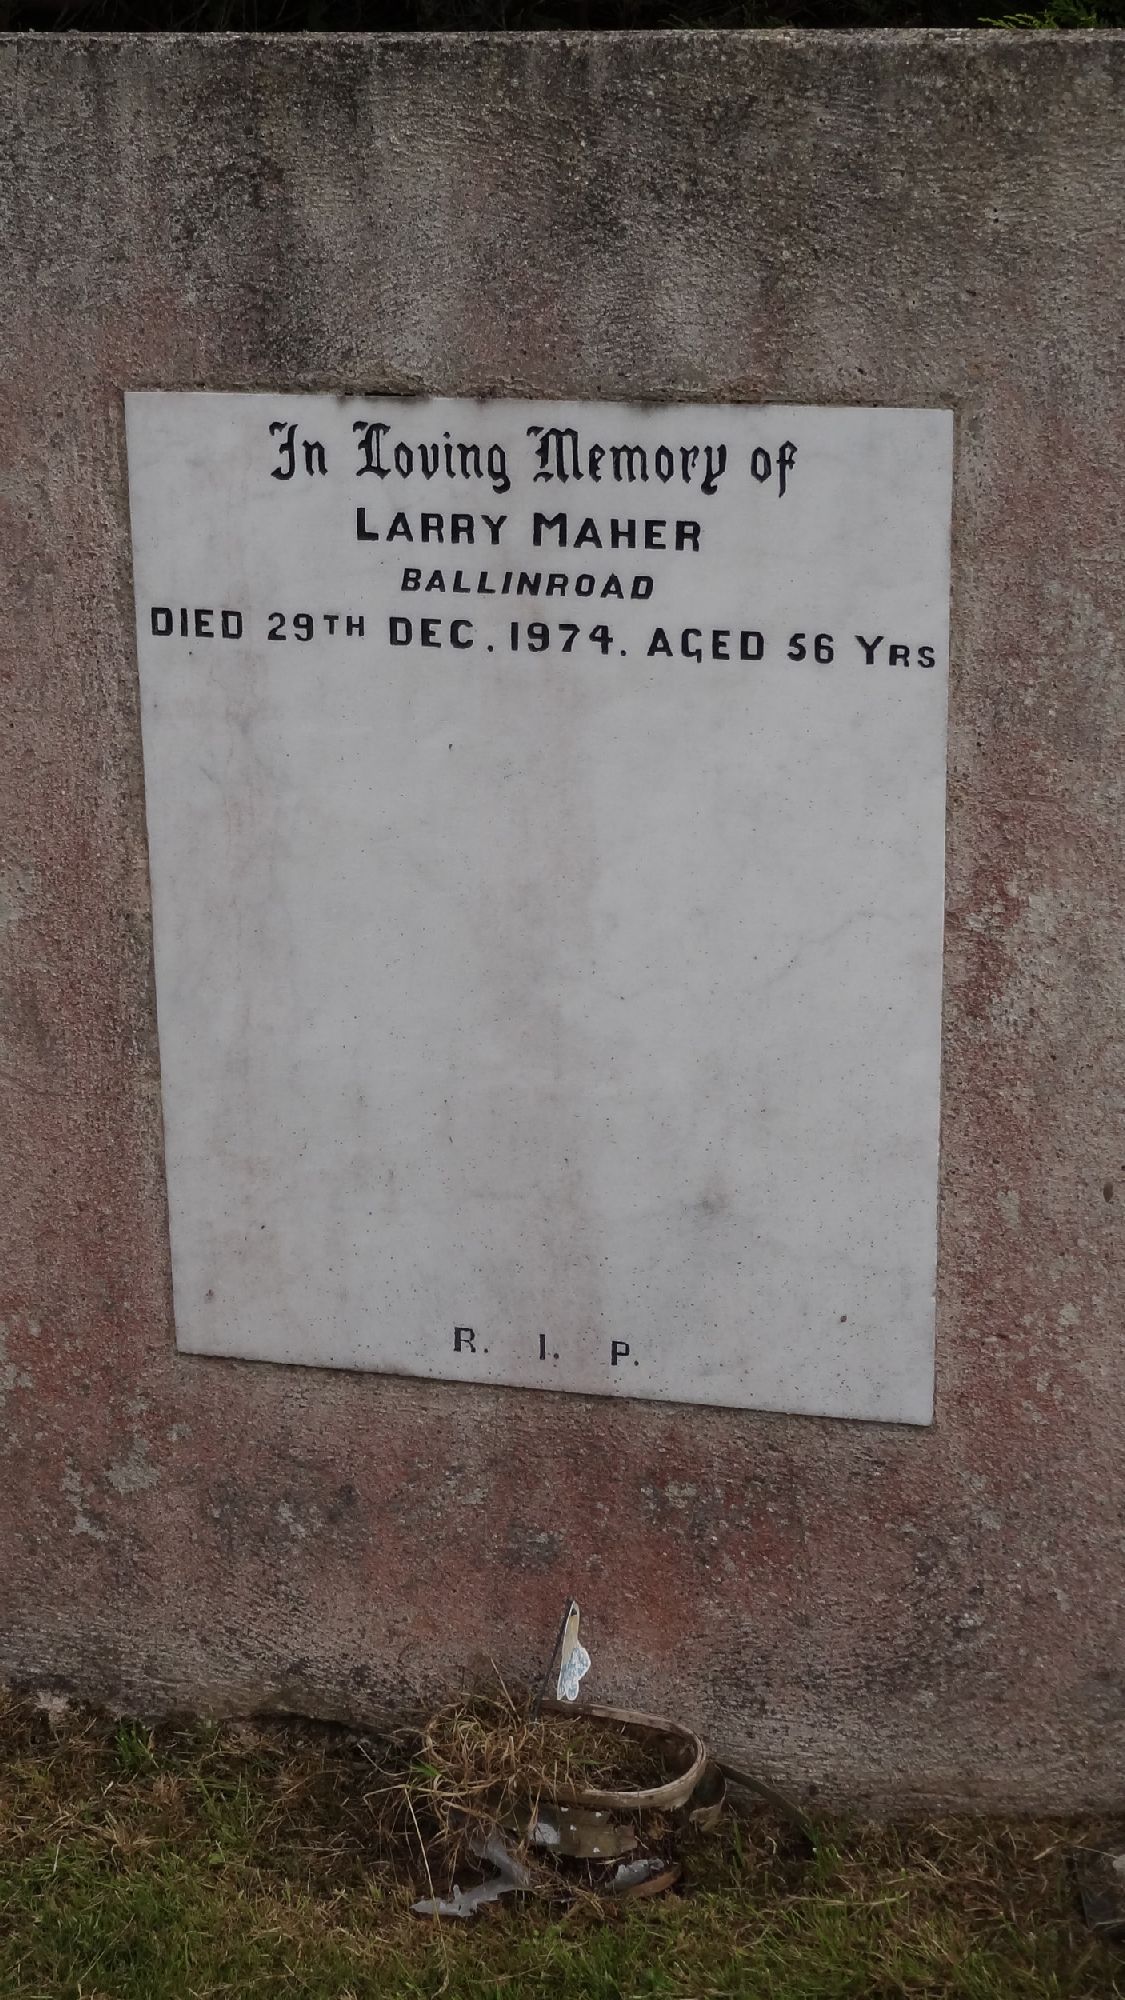 In Loving Memory of
LARRY MAHER
BALLINROAD
DIED 29TH DEC. 1974. AGED 56 YRS
R. I. P.